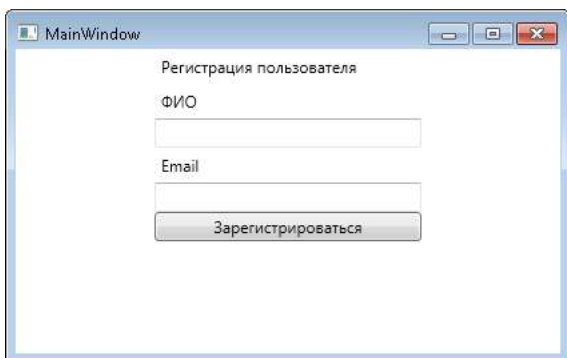 MainWindow
Регистрация пользователя
ФИО
Email
Зарегистрироваться